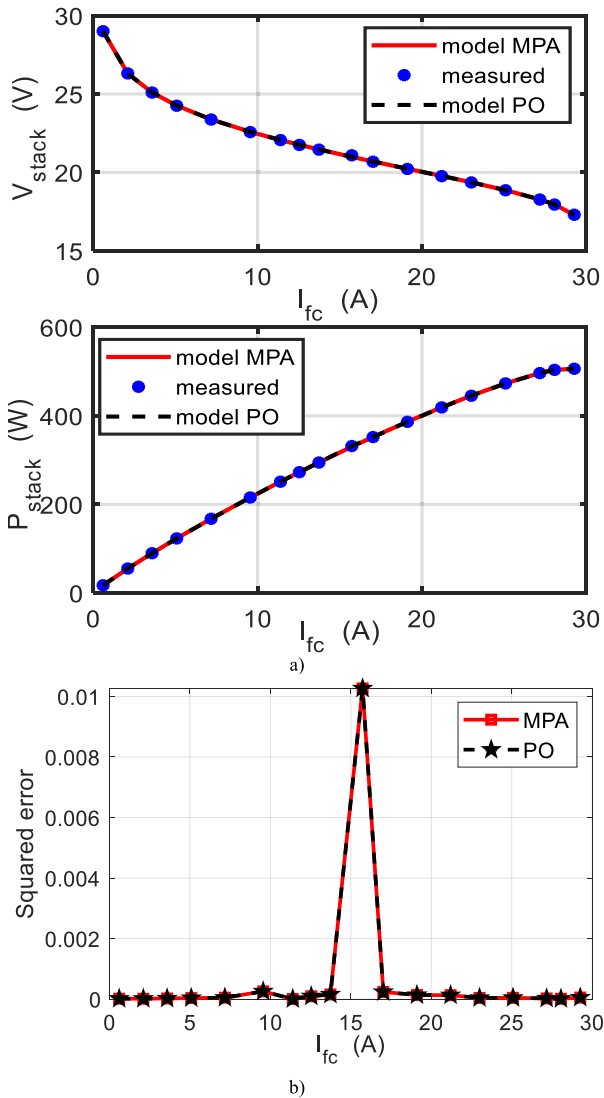 30
25
20
15
V_stack (V)
model MPA
measured
model PO
0
10
20
30
I_fc (A)
600
400
200
0
P_stack (W)
model MPA
measured
model PO
0
10
20
30
I_fc (A)
a)
0.01
0.008
0.006
0.004
0.002
0
Squared error
MPA
PO
0
5
10
15
20
25
30
I_fc (A)
b)